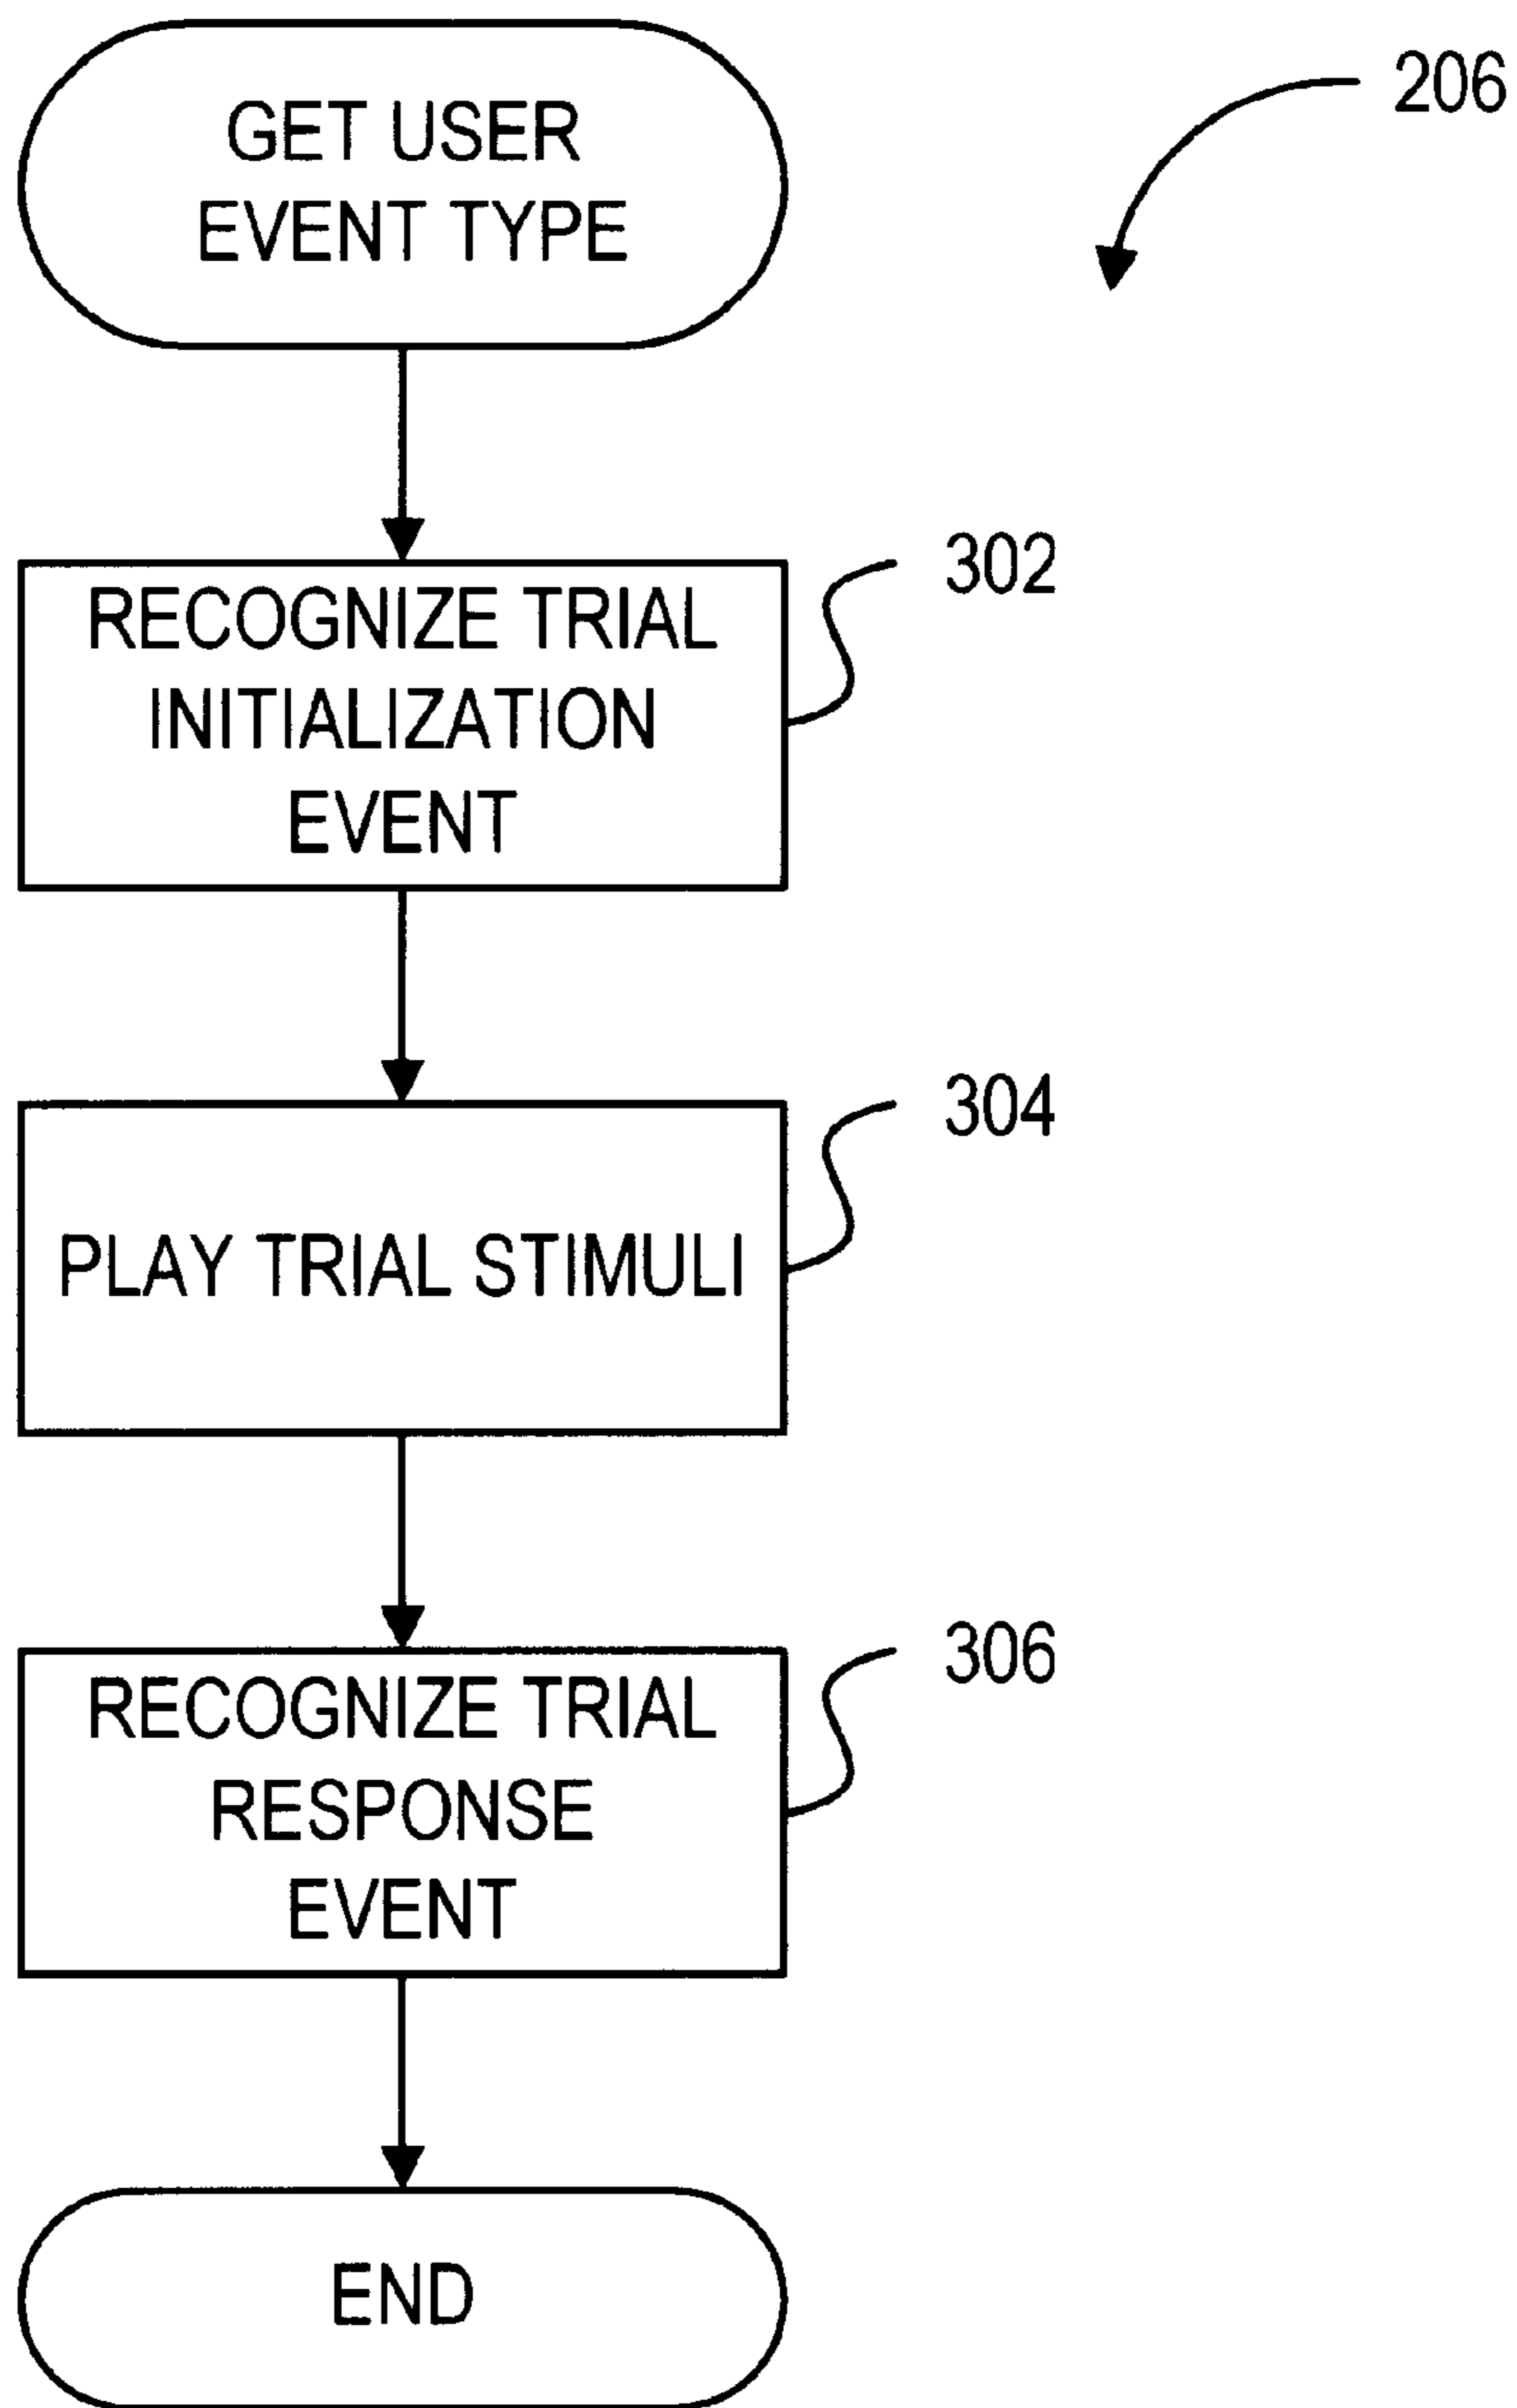 GET USER
EVENT TYPE
206
RECOGNIZE TRIAL
INITIALIZATION
EVENT
302
PLAY TRIAL STIMULI
304
RECOGNIZE TRIAL
RESPONSE
EVENT
306
END